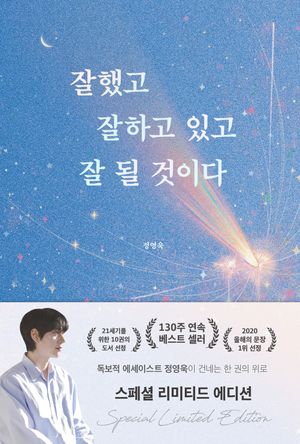 잘했고
잘하고 있고
잘 될 것이다
정영욱
21세기를
위한 10권의
도서 선정
130주 연속
베스트 셀러
2020
올해의 문장
1위 선정
독보적 에세이스트 정영욱이 건네는 한 권의 위로
스페셜 리미티드 에디션
Special Limited Edition